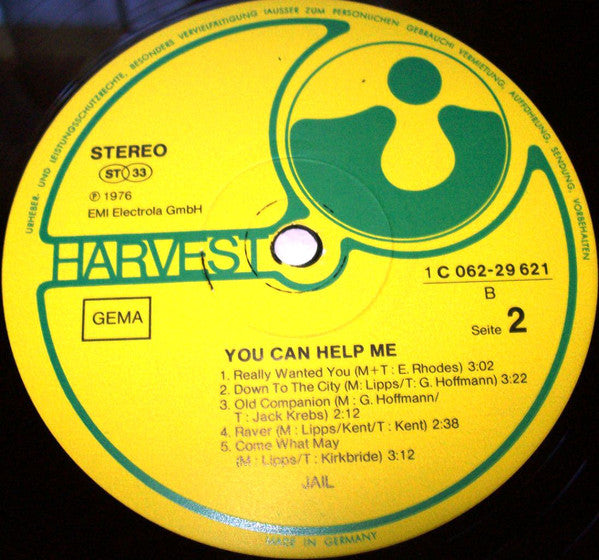 URHEBER. UND LEISTUNGSSCHUTZRECHTE, BESONDERS VERVIELFÄLTIGUNG (AUSSER ZUM PERSÖNLICHEN GEBRAUCH) VERMIETUNG, AUFFÜHRUNG, SENDUNG, VORBEHALTEN
STEREO
ST 33
℗ 1976
EMI Electrola GmbH
HARVEST
1 C 062-29 621
B
GEMA
Seite 2
YOU CAN HELP ME
1. Really Wanted You (M+T : E. Rhodes) 3:02
2. Down To The City (M: Lipps/T: G. Hoffmann) 3:22
3. Old Companion (M : G. Hoffmann/
T : Jack Krebs) 2:12
4. Raver (M : Lipps/Kent/T : Kent) 2:38
5. Come What May
(M : Lipps/T : Kirkbride) 3:12
JAIL
MADE IN GERMANY